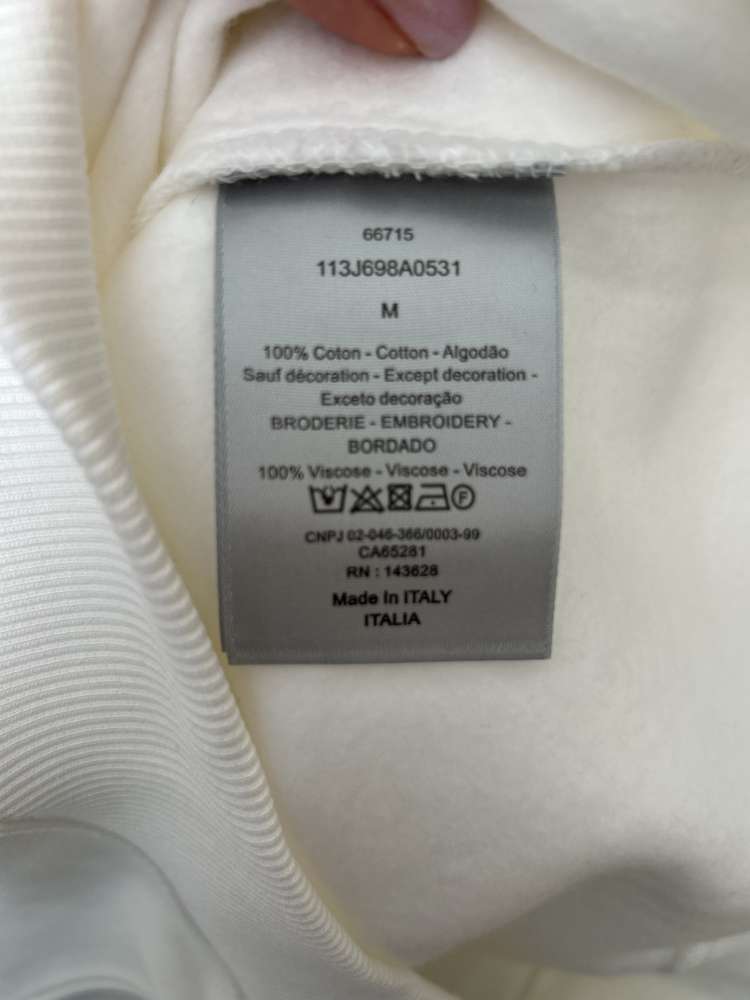 66715
113J698A0531
M
100% Coton - Cotton - Algodão
Sauf décoration - Except decoration -
Exceto decoração
BRODERIE - EMBROIDERY -
BORDADO
100% Viscose - Viscose - Viscose
F
CNPJ 02-046-366/0003-99
CA65281
RN : 143628
Made In ITALY
ITALIA